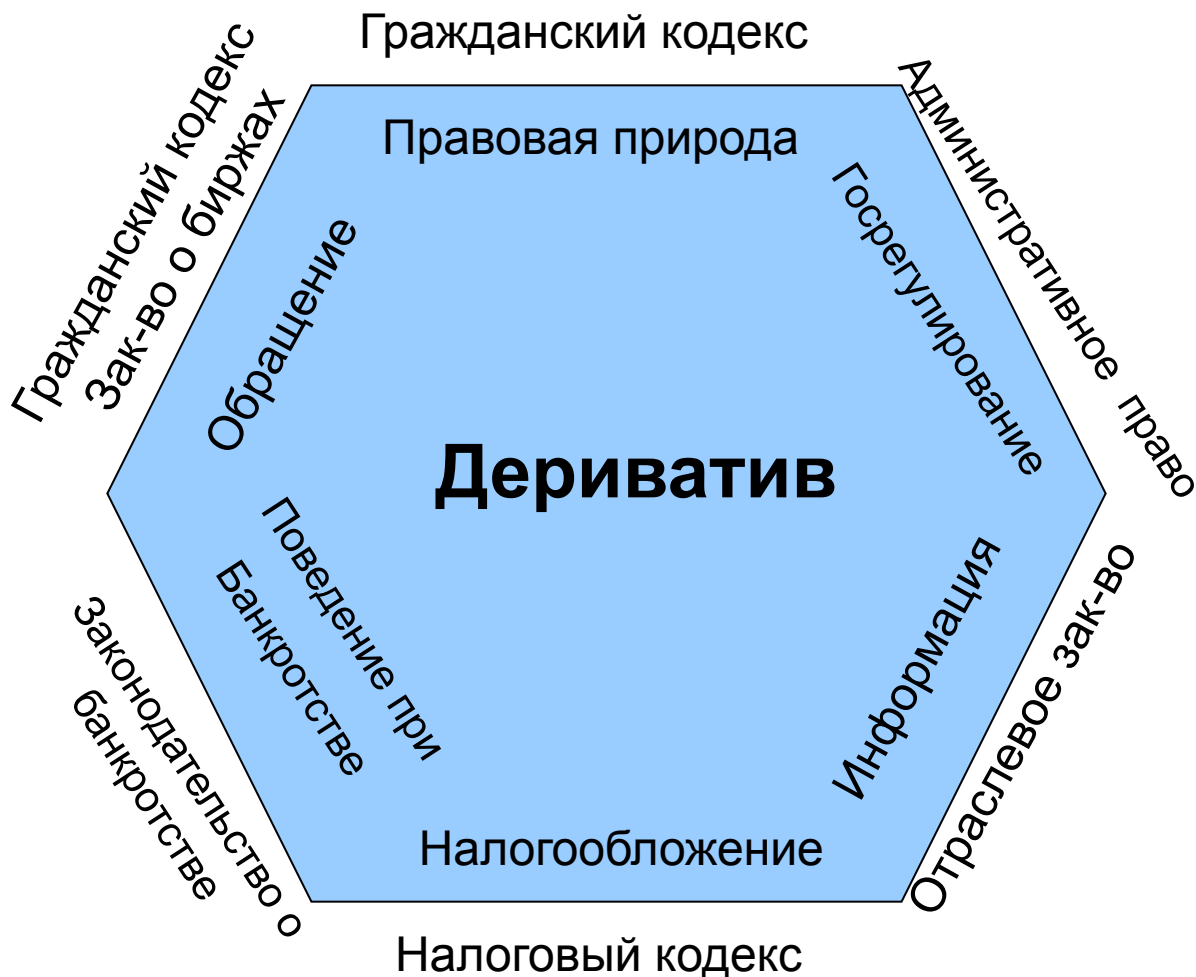 Гражданский кодекс
Гражданский кодекс
Зак-во о биржах
Правовая природа
Административное право
Госрегулирование
Обращение
Дериватив
Поведение при
Банкротстве
Информация
Отраслевое зак-во
Законодательство о
банкротстве
Налогообложение
Налоговый кодекс